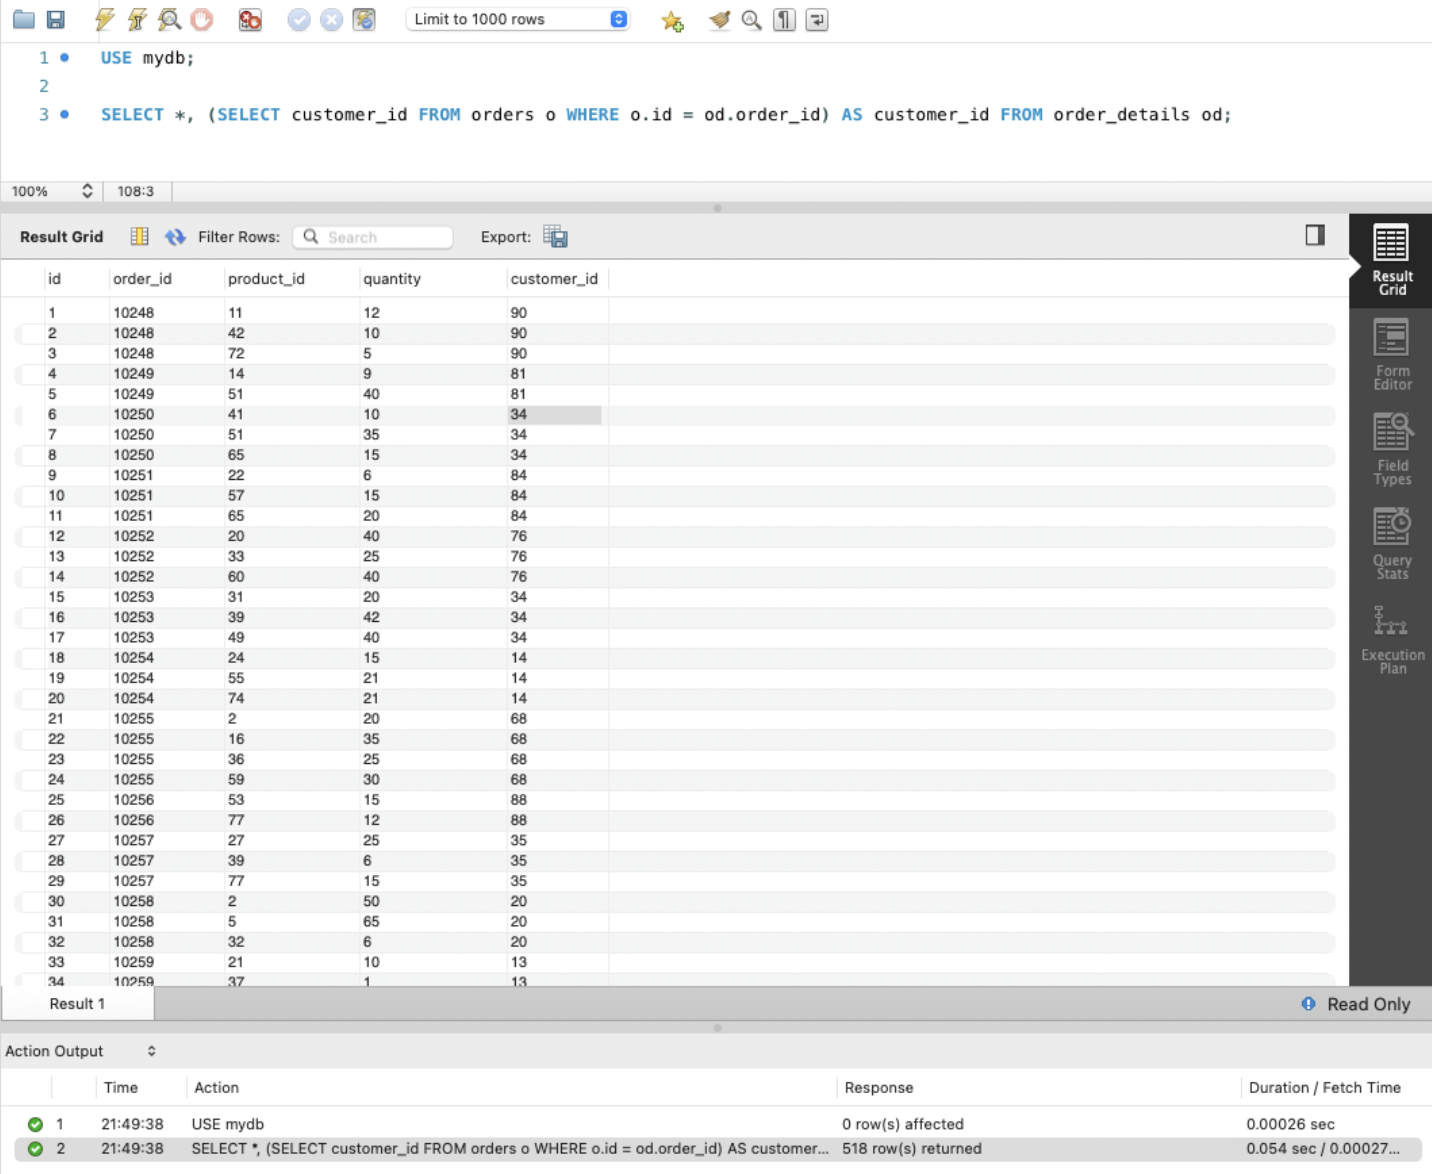 Limit to 1000 rows
1 USE mydb;
2
3 SELECT *, (SELECT customer_id FROM orders o WHERE o.id = od.order_id) AS customer_id FROM order_details od;
100% 108:3
Result Grid Filter Rows: Search Export:
id order_id product_id quantity customer_id
1 10248 11 12 90
2 10248 42 10 90
3 10248 72 5 90
4 10249 14 9 81
5 10249 51 40 81
6 10250 41 10 34
7 10250 51 35 34
8 10250 65 15 34
9 10251 22 6 84
10 10251 57 15 84
11 10251 65 20 84
12 10252 20 40 76
13 10252 33 25 76
14 10252 60 40 76
15 10253 31 20 34
16 10253 39 42 34
17 10253 49 40 34
18 10254 24 15 14
19 10254 55 21 14
20 10254 74 21 14
21 10255 2 20 68
22 10255 16 35 68
23 10255 36 25 68
24 10255 59 30 68
25 10256 53 15 88
26 10256 77 12 88
27 10257 27 25 35
28 10257 39 6 35
29 10257 77 15 35
30 10258 2 50 20
31 10258 5 65 20
32 10258 32 6 20
33 10259 21 10 13
34 10259 37 1 13
Result
Grid
Form
Editor
Field
Types
Query
Stats
Execution
Plan
Result 1 Read Only
Action Output
Time Action Response Duration / Fetch Time
1 21:49:38 USE mydb 0 row(s) affected 0.00026 sec
2 21:49:38 SELECT *, (SELECT customer_id FROM orders o WHERE o.id = od.order_id) AS customer... 518 row(s) returned 0.054 sec / 0.00027...